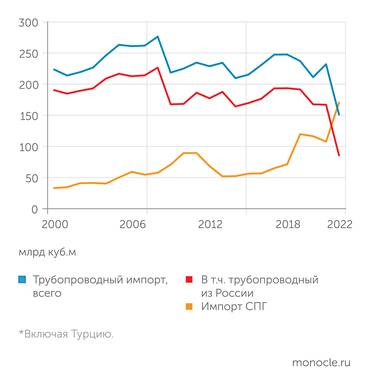 300
250
200
150
100
50
0
2000 2006 2012 2018 2022
млрд куб.м
Трубопроводный импорт,
всего
В т.ч. трубопроводный
из России
Импорт СПГ
*Включая Турцию.
monocle.ru